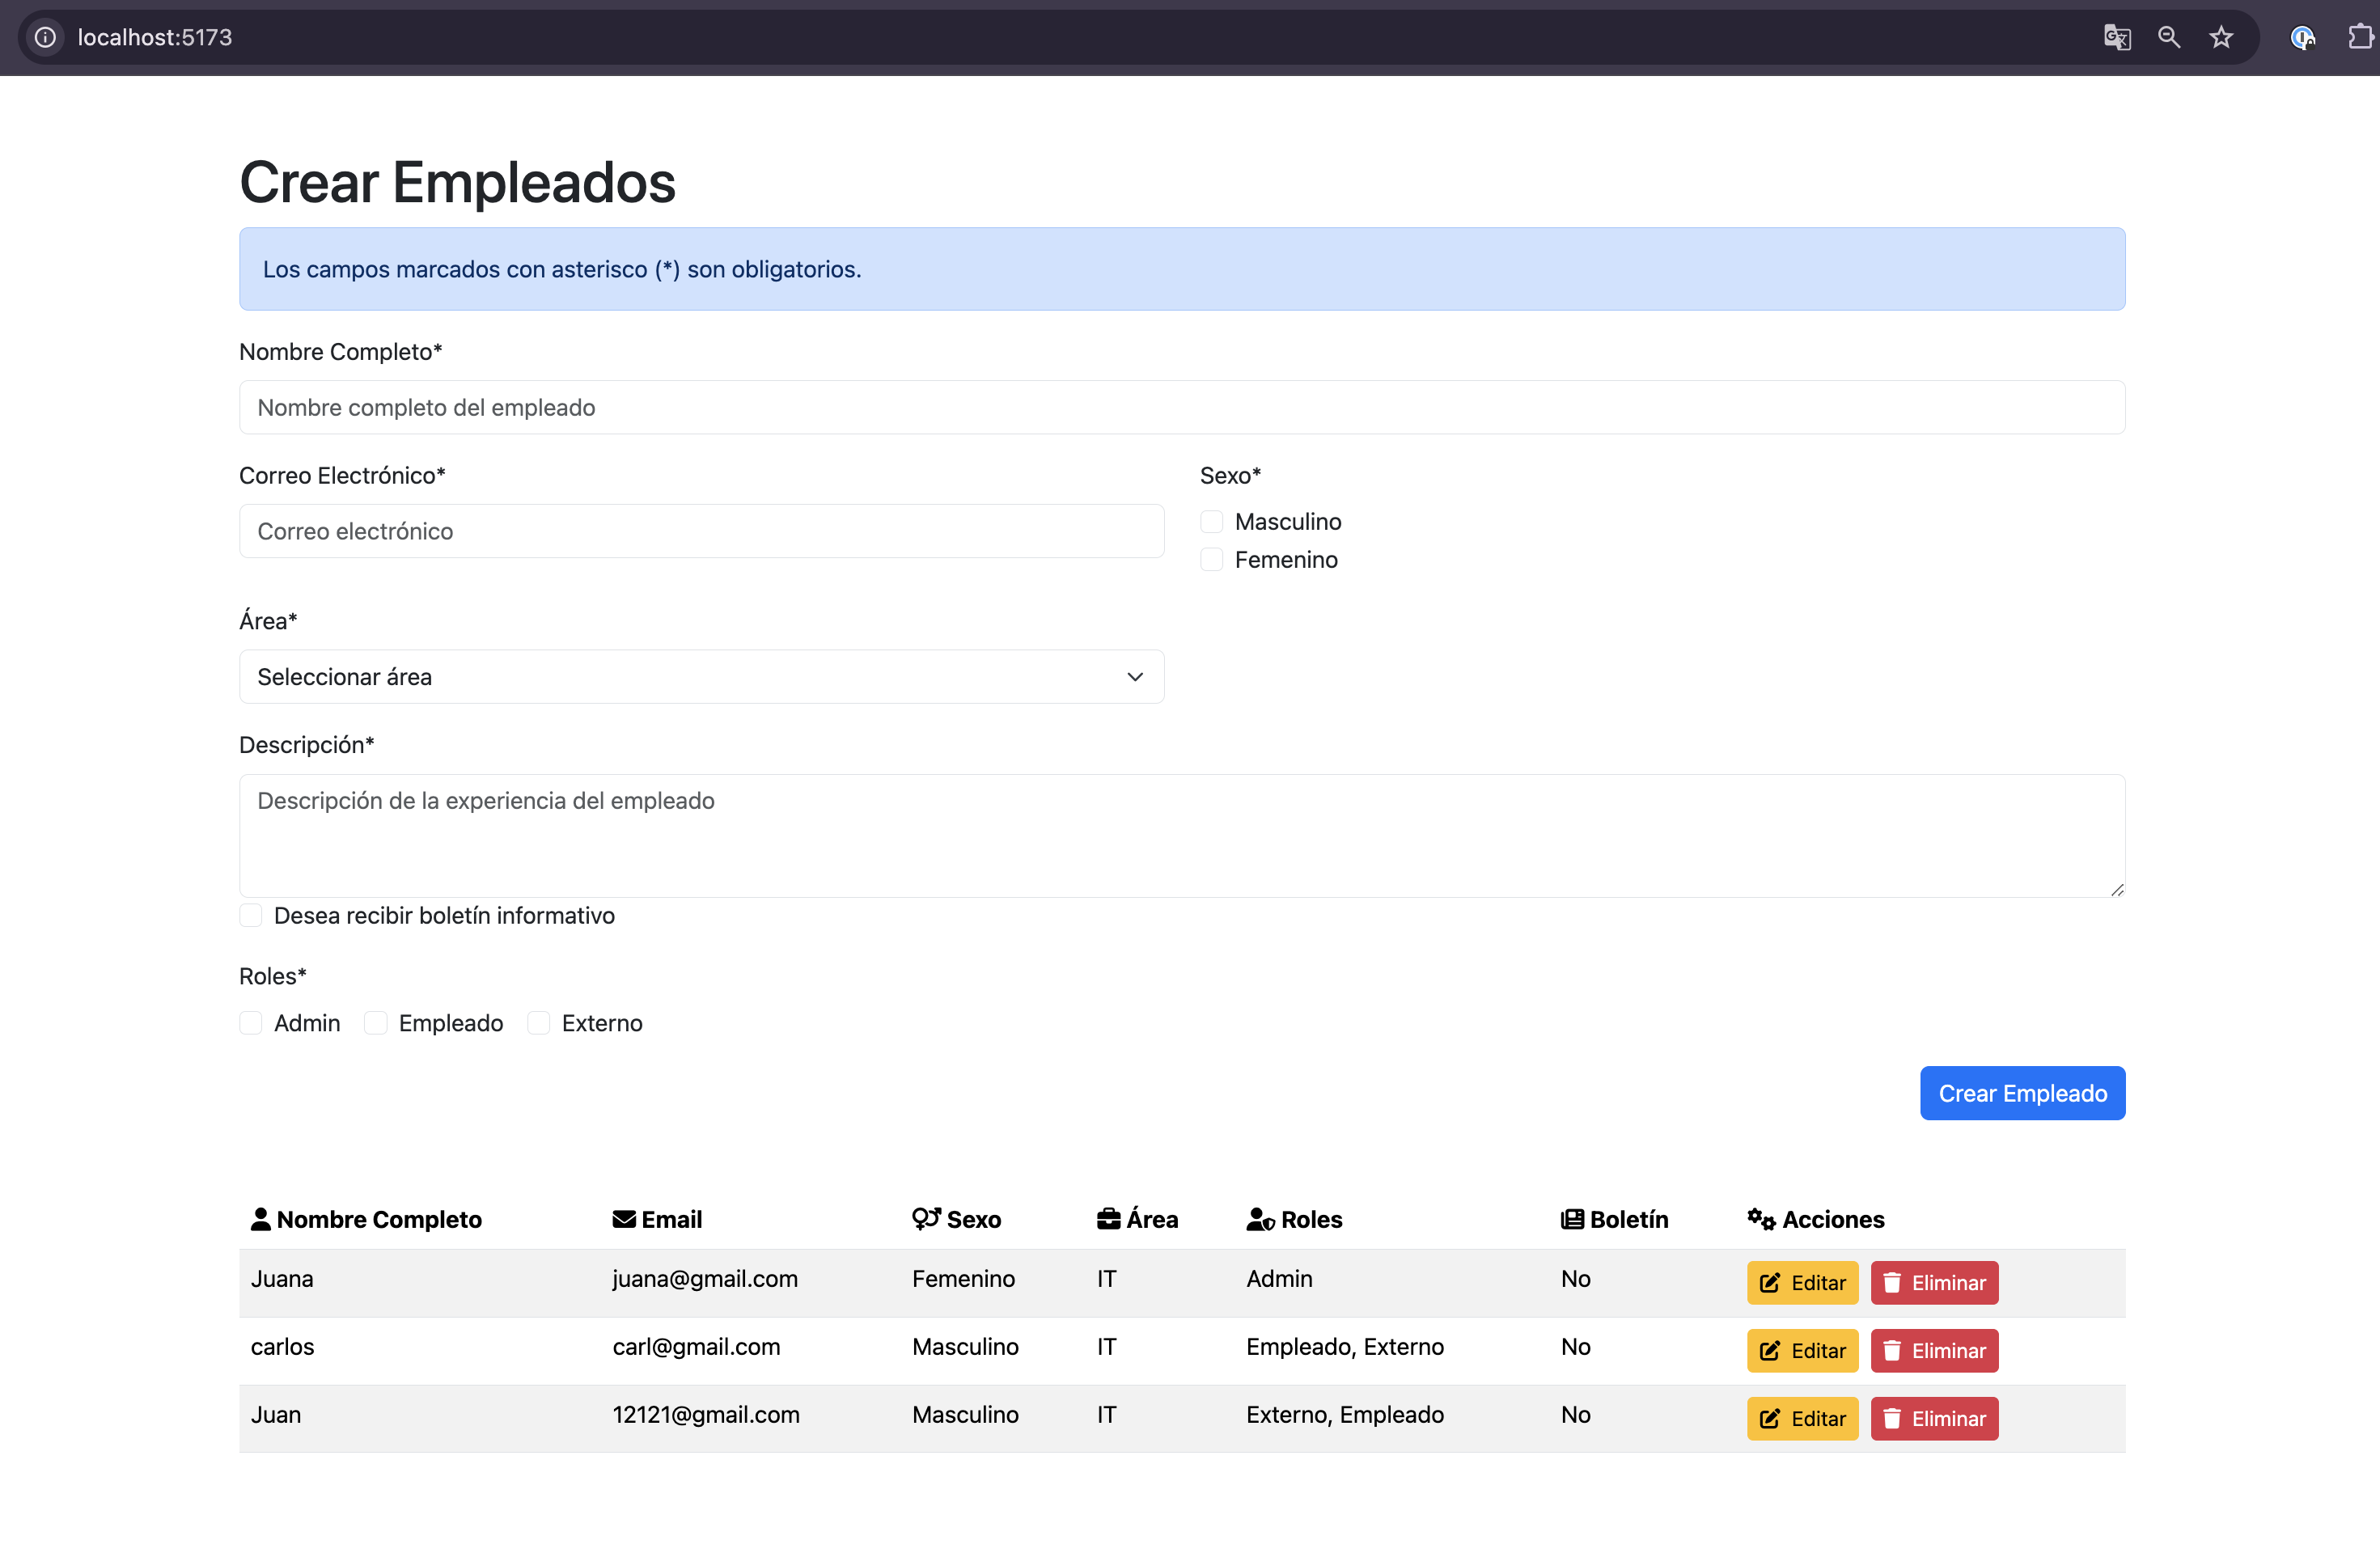 localhost:5173
Crear Empleados
Los campos marcados con asterisco (*) son obligatorios.
Nombre Completo*
Nombre completo del empleado
Correo Electrónico*
Sexo*
Correo electrónico
Masculino
Femenino
Área*
Seleccionar área
Descripción*
Descripción de la experiencia del empleado
Desea recibir boletín informativo
Roles*
Admin Empleado Externo
Crear Empleado
Nombre Completo Email Sexo Área Roles Boletín Acciones
Juana juana@gmail.com Femenino IT Admin No Editar Eliminar
carlos carl@gmail.com Masculino IT Empleado, Externo No Editar Eliminar
Juan 12121@gmail.com Masculino IT Externo, Empleado No Editar Eliminar